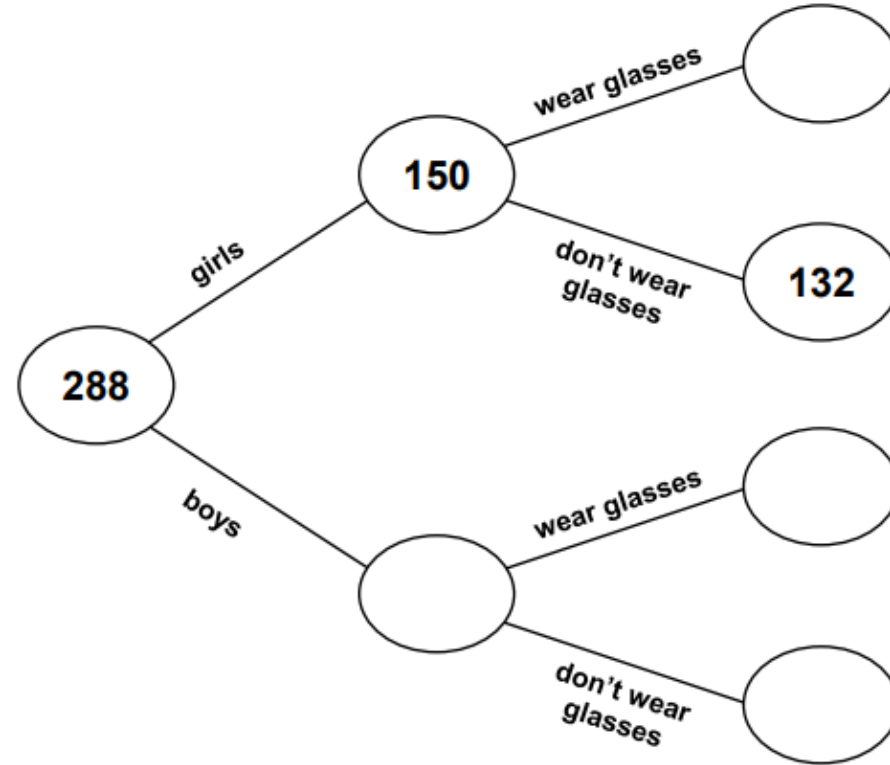 wear glasses
150
girls
don't wear
glasses
132
288
boys
wear glasses
don't wear
glasses